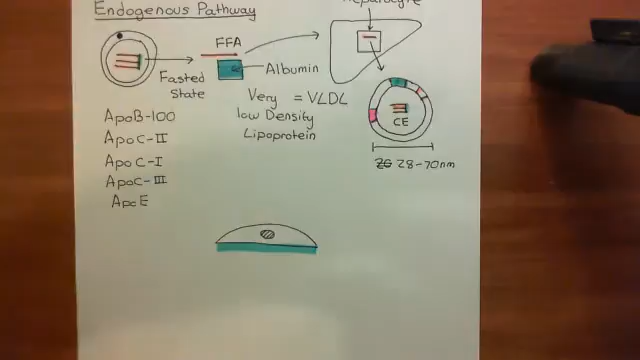 Endogenous Pathway
Hepatocyte
FFA
Albumin
Fasted
State
Very = VLDL
low Density
Lipoprotein
CE
28-70nm
ApoB-100
ApoC-II
ApoC-I
ApoC-III
ApoE